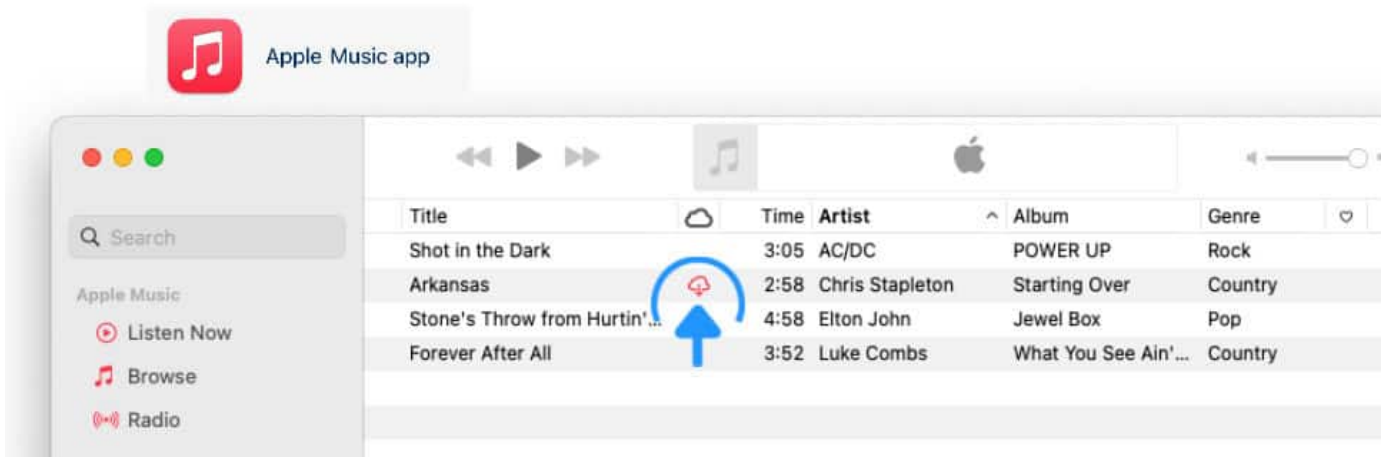 Apple Music app
Search
Apple Music
Listen Now
Browse
Radio
Title Time Artist Album Genre
Shot in the Dark 3:05 AC/DC POWER UP Rock
Arkansas 2:58 Chris Stapleton Starting Over Country
Stone's Throw from Hurtin'... 4:58 Elton John Jewel Box Pop
Forever After All 3:52 Luke Combs What You See Ain'... Country